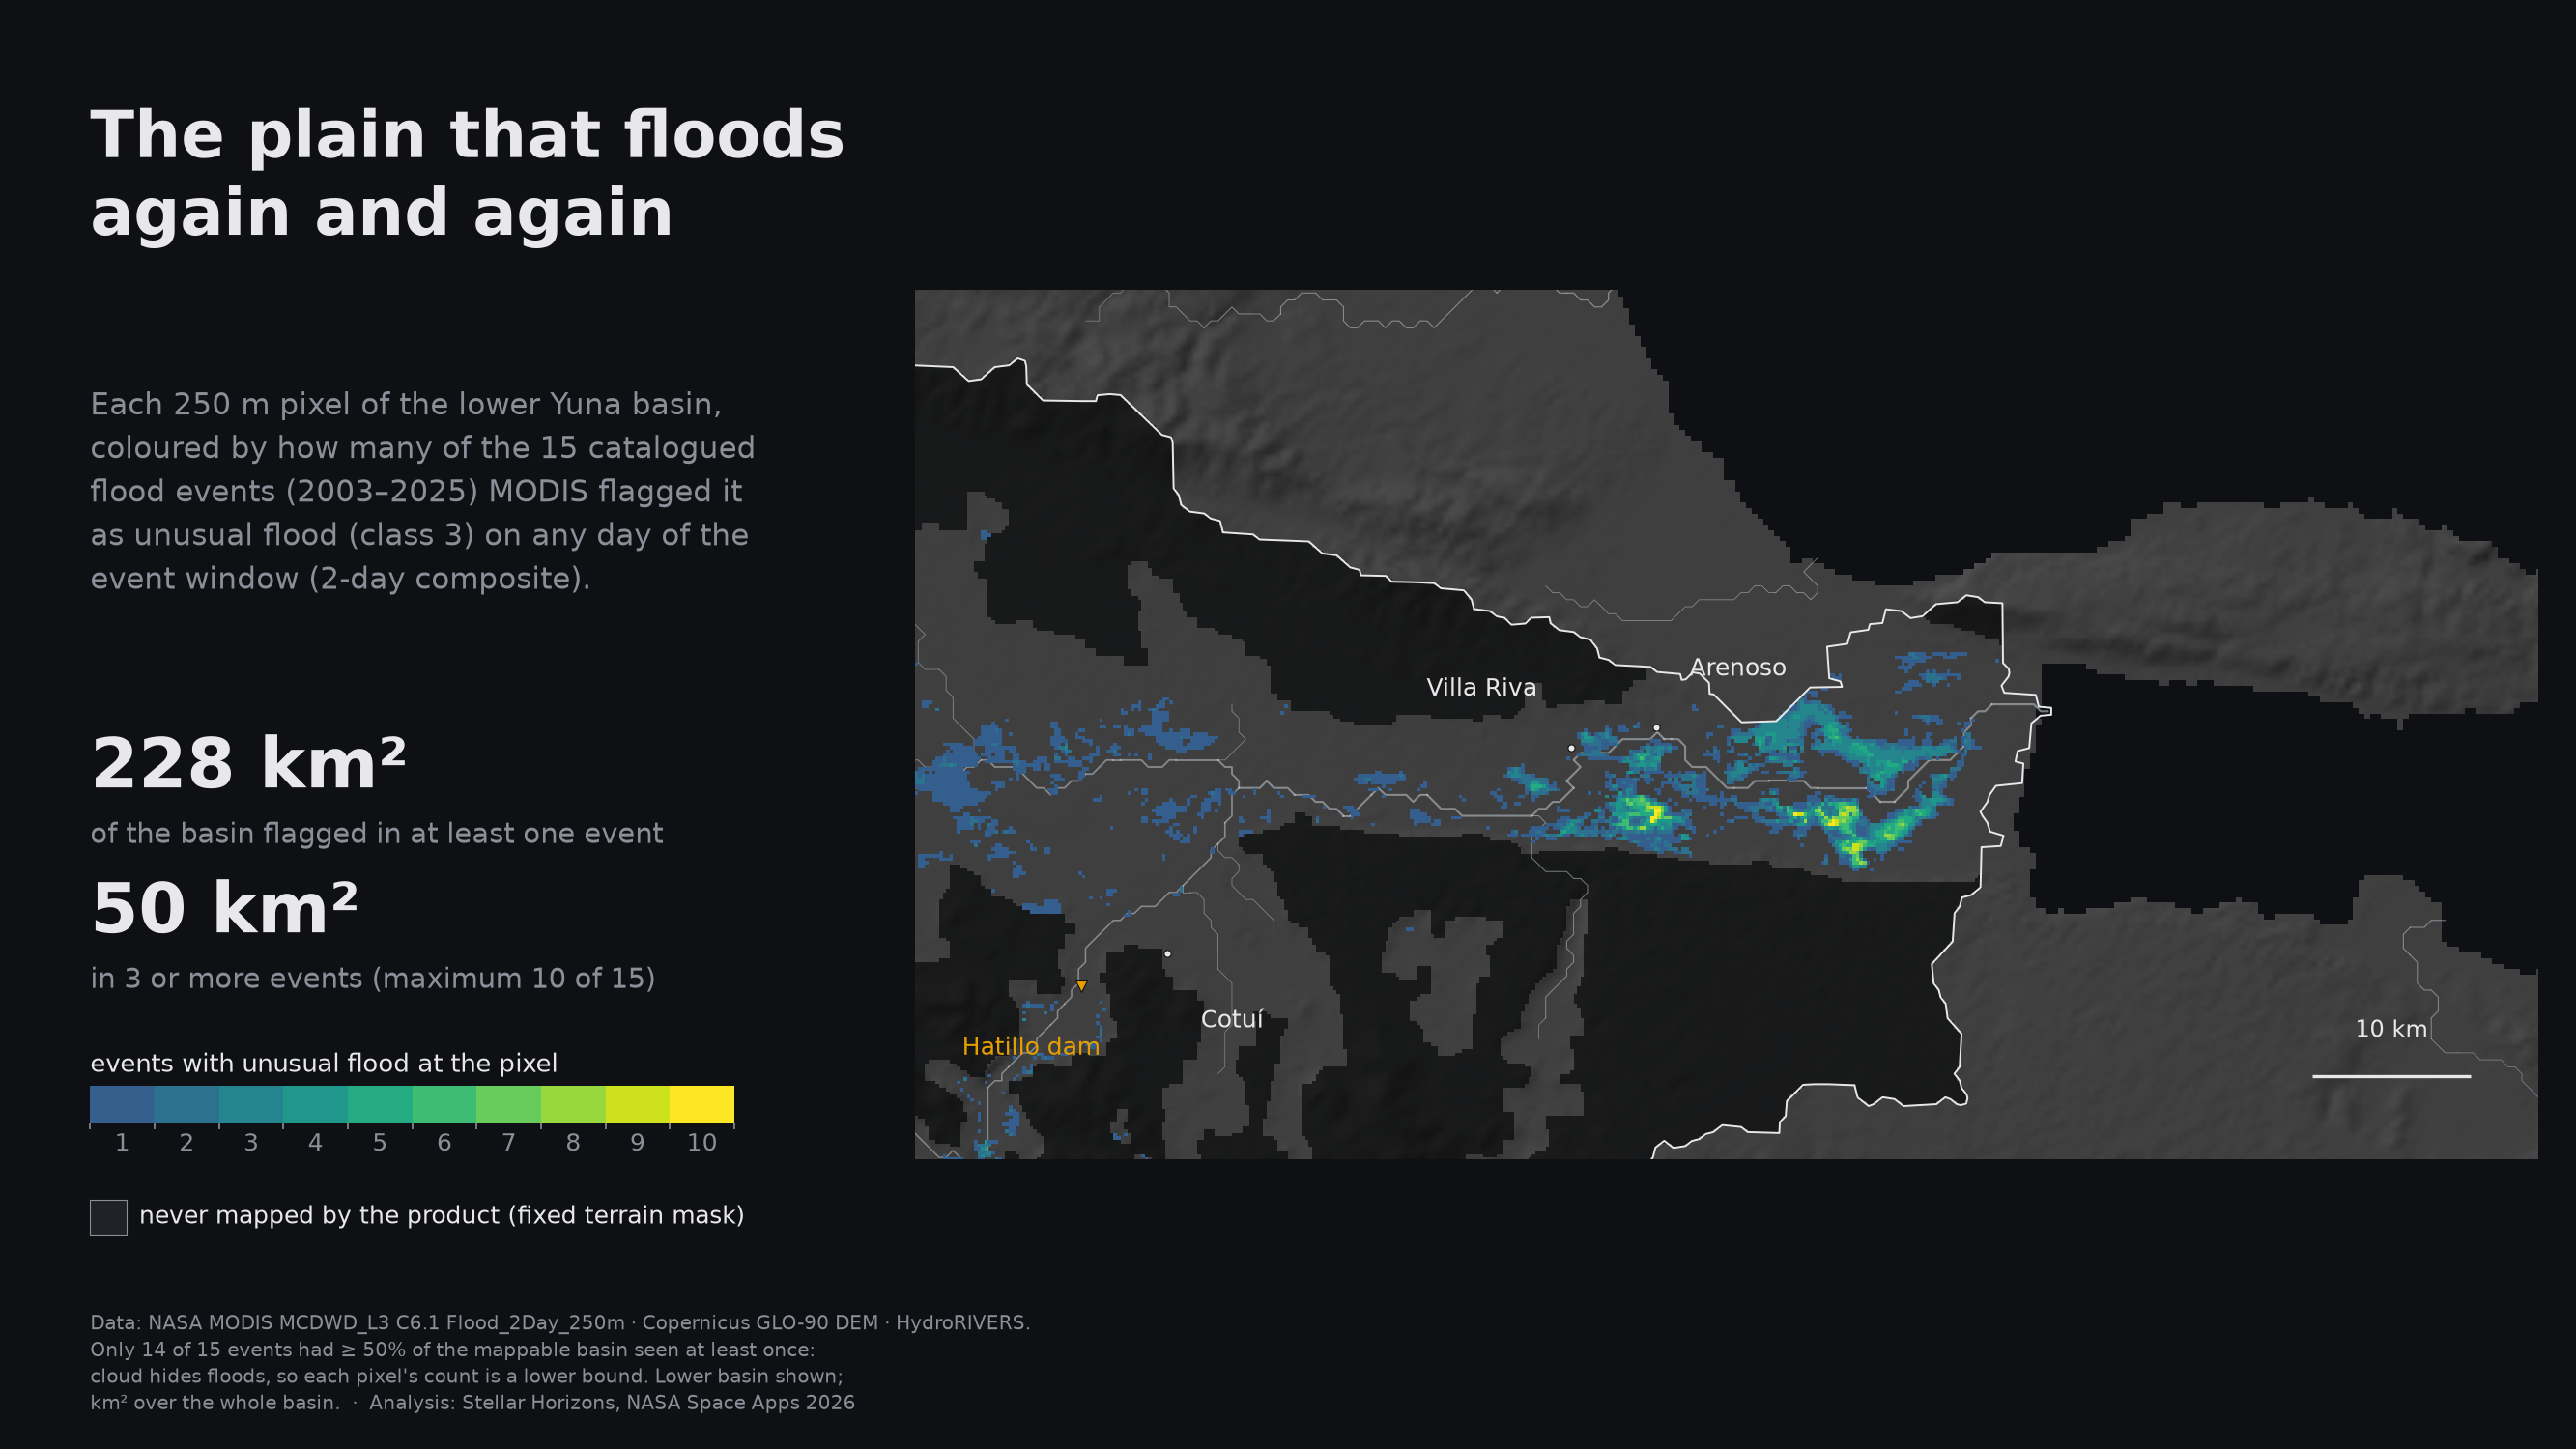 The plain that floods
again and again
Each 250 m pixel of the lower Yuna basin,
coloured by how many of the 15 catalogued
flood events (2003–2025) MODIS flagged it
as unusual flood (class 3) on any day of the
event window (2-day composite).
228 km²
of the basin flagged in at least one event
50 km²
in 3 or more events (maximum 10 of 15)
events with unusual flood at the pixel
1 2 3 4 5 6 7 8 9 10
never mapped by the product (fixed terrain mask)
Arenoso
Villa Riva
Cotuí
Hatillo dam
10 km
Data: NASA MODIS MCDWD_L3 C6.1 Flood_2Day_250m · Copernicus GLO-90 DEM · HydroRIVERS.
Only 14 of 15 events had ≥ 50% of the mappable basin seen at least once:
cloud hides floods, so each pixel's count is a lower bound. Lower basin shown;
km² over the whole basin. · Analysis: Stellar Horizons, NASA Space Apps 2026